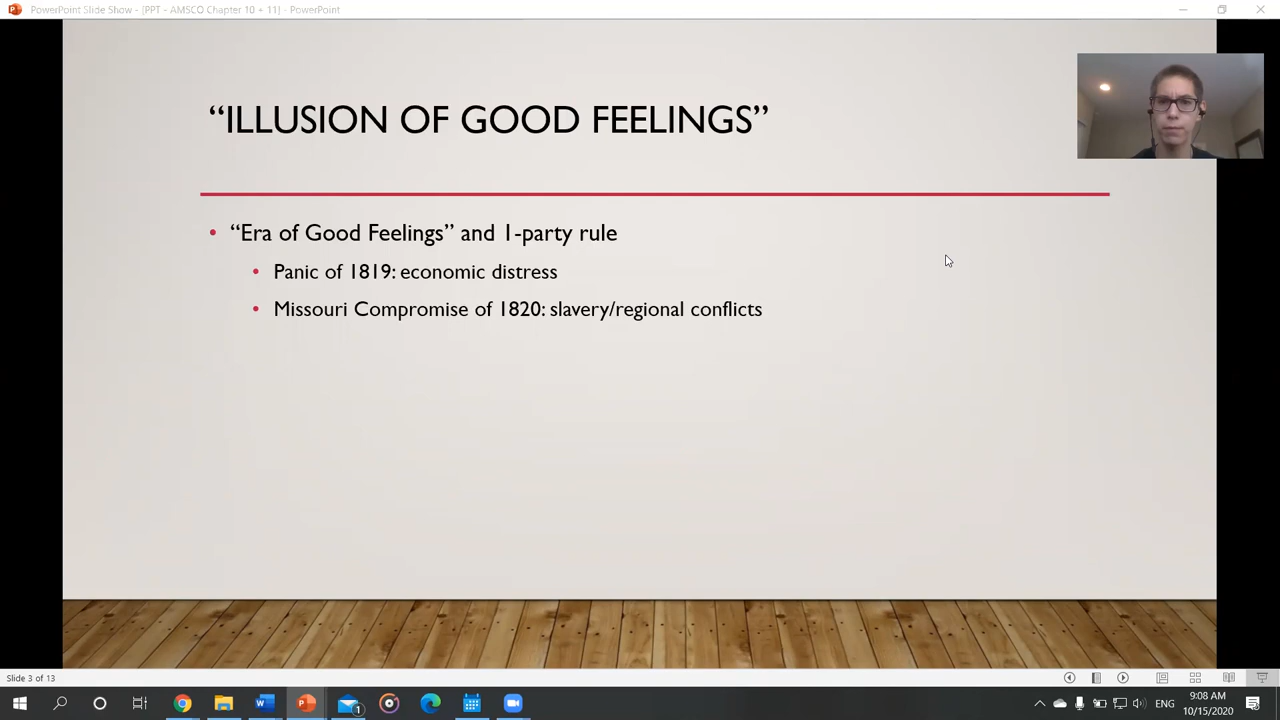 PowerPoint Slide Show - [PPT - AMSCO Chapter 10 + 11] - PowerPoint
“ILLUSION OF GOOD FEELINGS”
• “Era of Good Feelings” and 1-party rule
• Panic of 1819: economic distress
• Missouri Compromise of 1820: slavery/regional conflicts
Slide 3 of 13
1
ENG
9:08 AM
10/15/2020